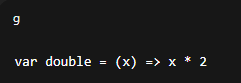 g
var double = (x) => x * 2